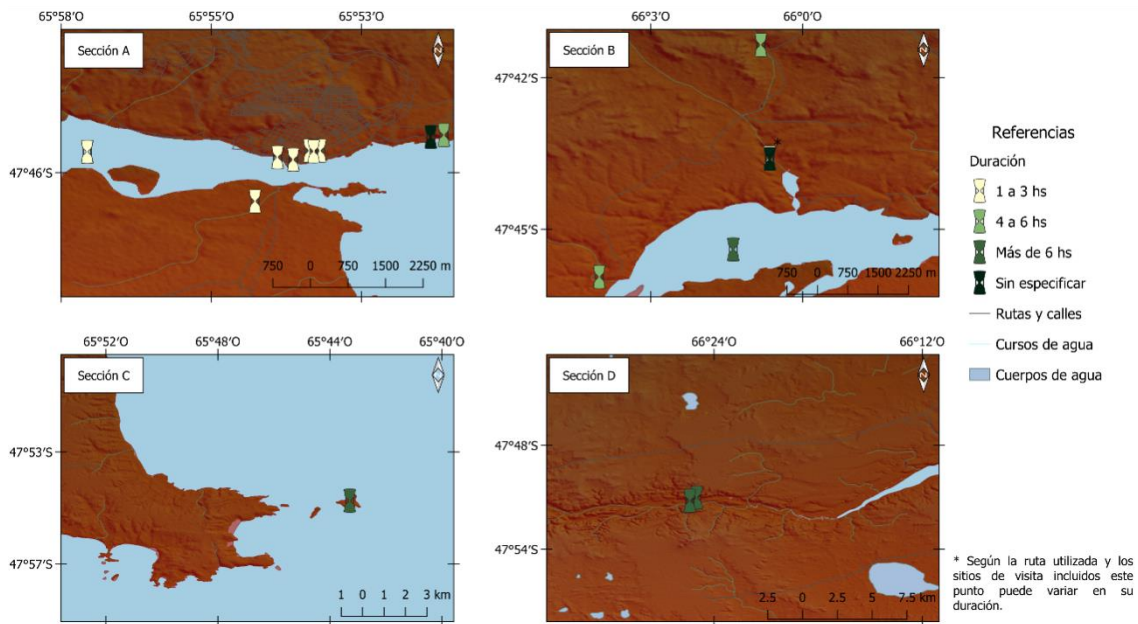 65°58'O 65°55'O 65°53'O
Sección A
47°46'S
750 0 750 1500 2250 m
66°3'O 66°0'O
Sección B
47°42'S
*
47°45'S
750 0 750 1500 2250 m
65°52'O 65°48'O 65°44'O 65°40'O
Sección C
47°53'S
47°57'S
1 0 1 2 3 km
66°24'O 66°12'O
Sección D
47°48'S
47°54'S
2.5 0 2.5 5 7.5 km
Referencias
Duración
1 a 3 hs
4 a 6 hs
Más de 6 hs
Sin especificar
Rutas y calles
Cursos de agua
Cuerpos de agua
* Según la ruta utilizada y los
sitios de visita incluidos este
punto puede variar en su
duración.